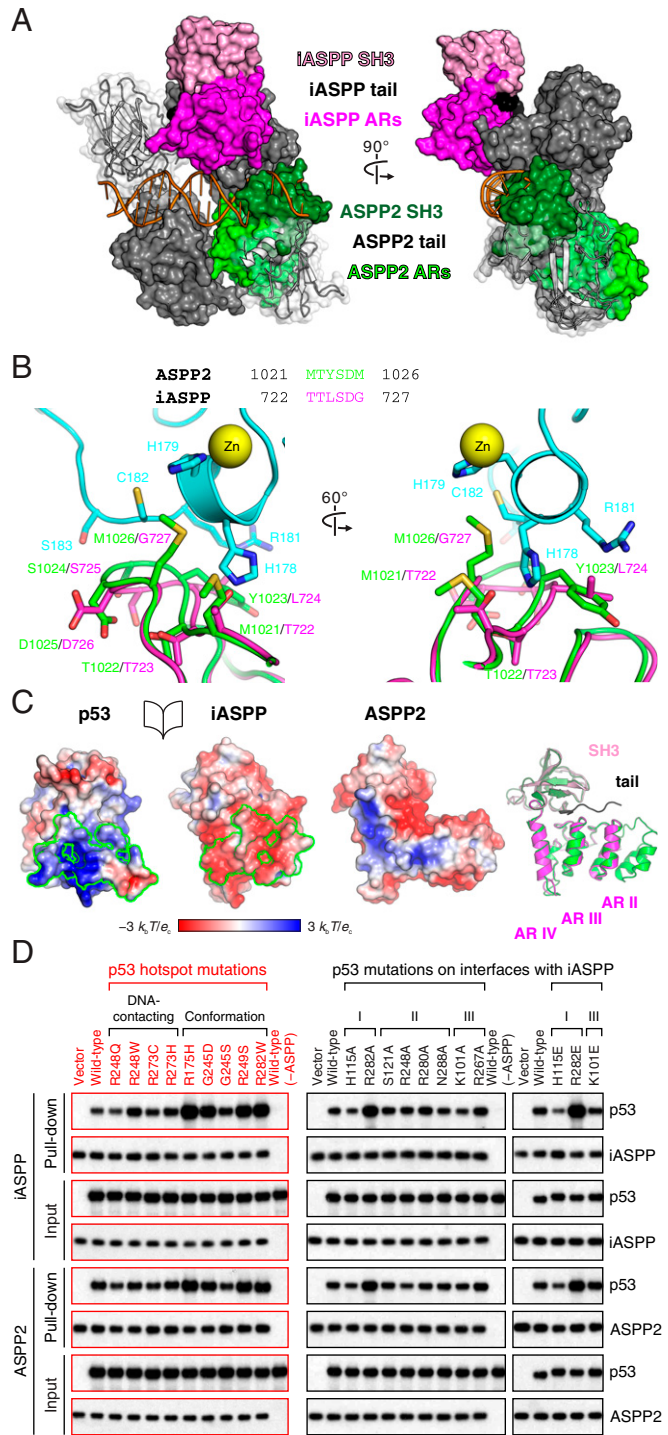 A
iASPP SH3
iASPP tail
iASPP ARs
90°
ASPP2 SH3
ASPP2 tail
ASPP2 ARs
B
ASPP2 1021 MTYSDM 1026
iASPP 722 TTLSDG 727
H179
Zn
C182
S183
R181
M1026/G727
H178
S1024/S725
Y1023/L724
M1021/T722
D1025/D726
T1022/T723
60°
Zn
H179
C182
R181
M1026/G727
H178
M1021/T722
Y1023/L724
T1022/T723
C
p53
iASPP
ASPP2
SH3
tail
AR II
AR III
AR IV
−3 kbT/ec
3 kbT/ec
D
p53 hotspot mutations
p53 mutations on interfaces with iASPP
DNA-contacting
Conformation
I
II
III
I
III
Vector
Wild-type
R248Q
R248W
R273C
R273H
R175H
G245D
G245S
R249S
R282W
Wild-type (−ASPP)
Vector
Wild-type
H115A
R282A
S121A
R248A
R280A
N288A
K101A
R267A
Wild-type (−ASPP)
Vector
Wild-type
H115E
R282E
K101E
iASPP
Pull-down
p53
iASPP
Input
p53
iASPP
ASPP2
Pull-down
p53
ASPP2
Input
p53
ASPP2